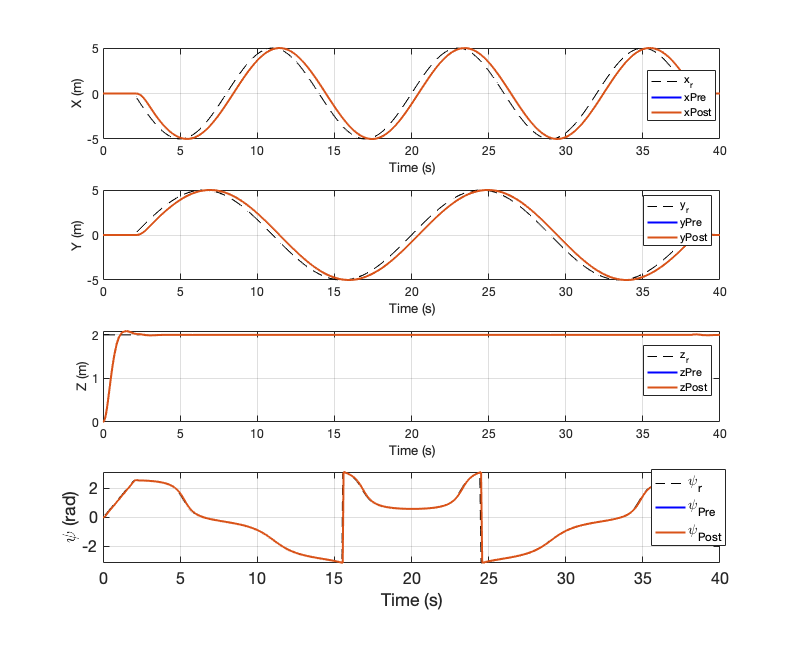 5
0
-5
X (m)
x_r
xPre
xPost
0 5 10 15 20 25 30 35 40
Time (s)
5
0
-5
Y (m)
y_r
yPre
yPost
0 5 10 15 20 25 30 35 40
Time (s)
2
1
0
Z (m)
z_r
zPre
zPost
0 5 10 15 20 25 30 35 40
Time (s)
2
0
-2
ψ (rad)
ψ_r
ψ_Pre
ψ_Post
0 5 10 15 20 25 30 35 40
Time (s)